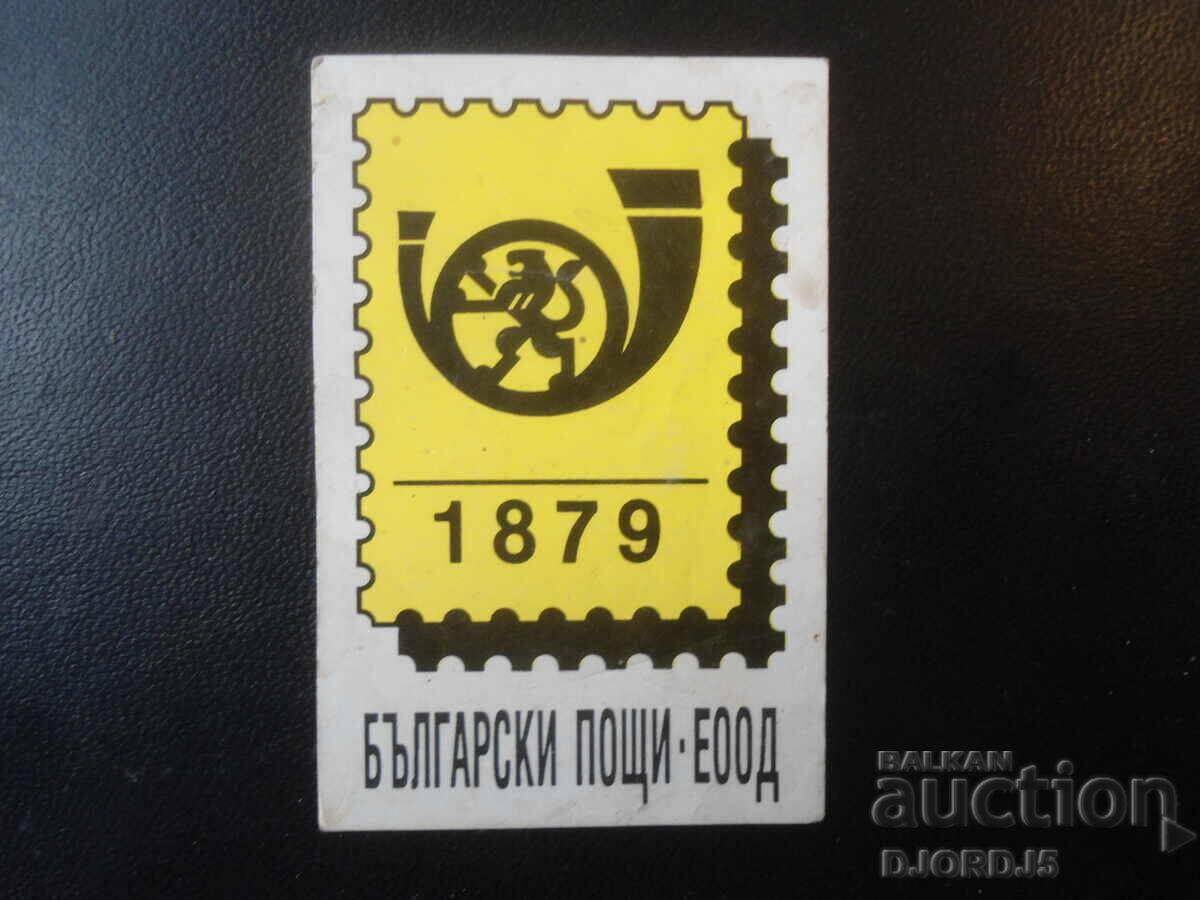 1879
БЪЛГАРСКИ ПОЩИ·ЕООД
BALKAN
auction
DJORDJ5